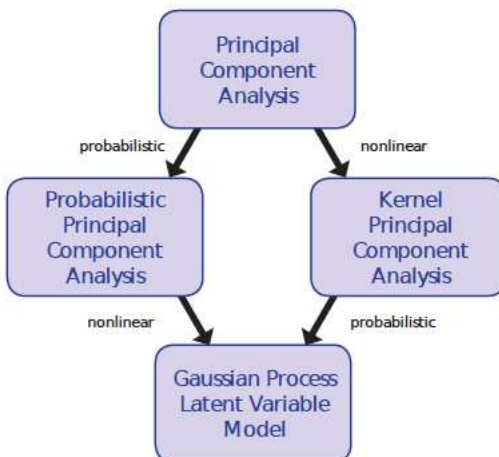 Principal
Component
Analysis
probabilistic
nonlinear
Probabilistic
Principal
Component
Analysis
Kernel
Principal
Component
Analysis
nonlinear
probabilistic
Gaussian Process
Latent Variable
Model